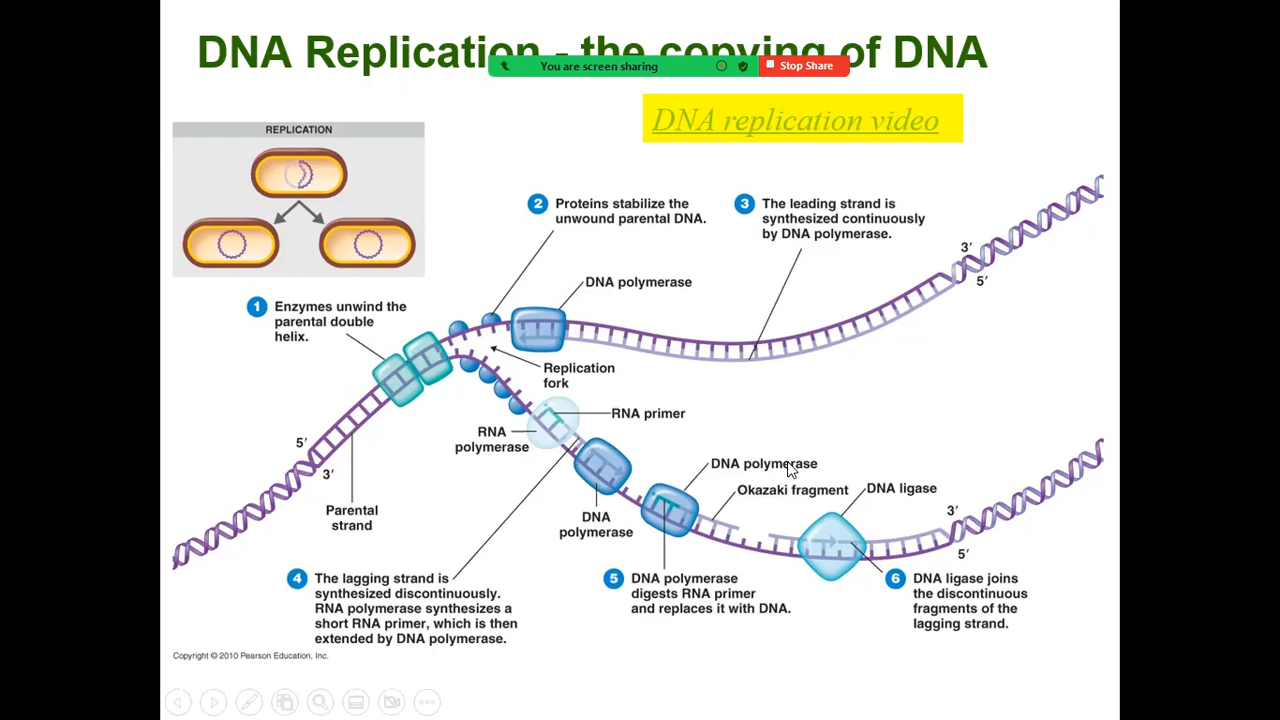 DNA Replication - the copying of DNA
You are screen sharing
Stop Share
DNA replication video
REPLICATION
2 Proteins stabilize the
unwound parental DNA.
3 The leading strand is
synthesized continuously
by DNA polymerase.
3′
5′
DNA polymerase
1 Enzymes unwind the
parental double
helix.
Replication
fork
RNA primer
RNA
polymerase
5′
3′
DNA polymerase
Okazaki fragment
DNA ligase
Parental
strand
DNA
polymerase
3′
5′
4 The lagging strand is
synthesized discontinuously.
RNA polymerase synthesizes a
short RNA primer, which is then
extended by DNA polymerase.
5 DNA polymerase
digests RNA primer
and replaces it with DNA.
6 DNA ligase joins
the discontinuous
fragments of the
lagging strand.
Copyright © 2010 Pearson Education, Inc.